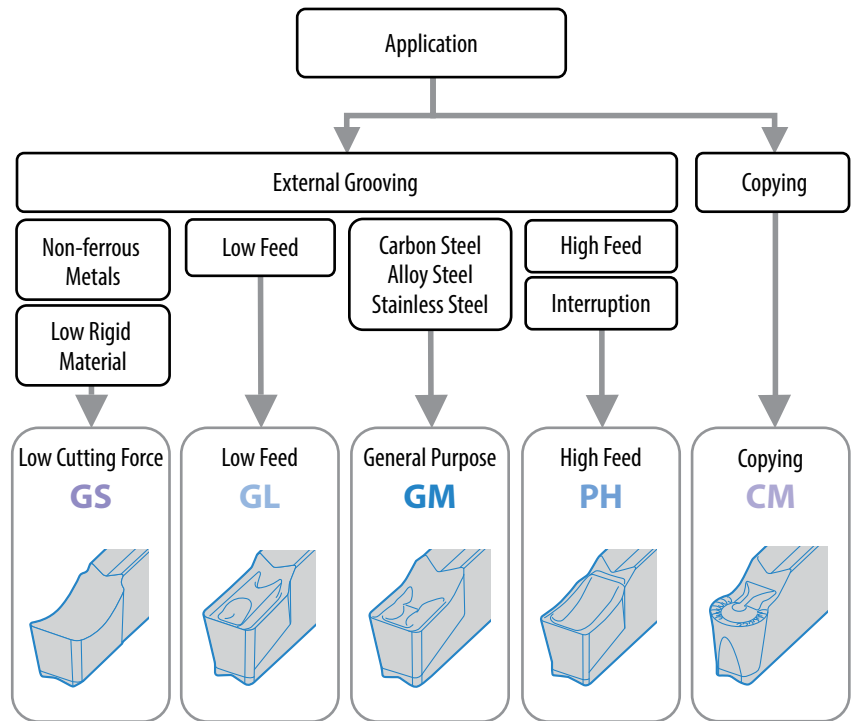 Application
External Grooving
Copying
Non-ferrous
Metals
Low Feed
Carbon Steel
Alloy Steel
Stainless Steel
High Feed
Interruption
Low Rigid
Material
Low Cutting Force
GS
Low Feed
GL
General Purpose
GM
High Feed
PH
Copying
CM